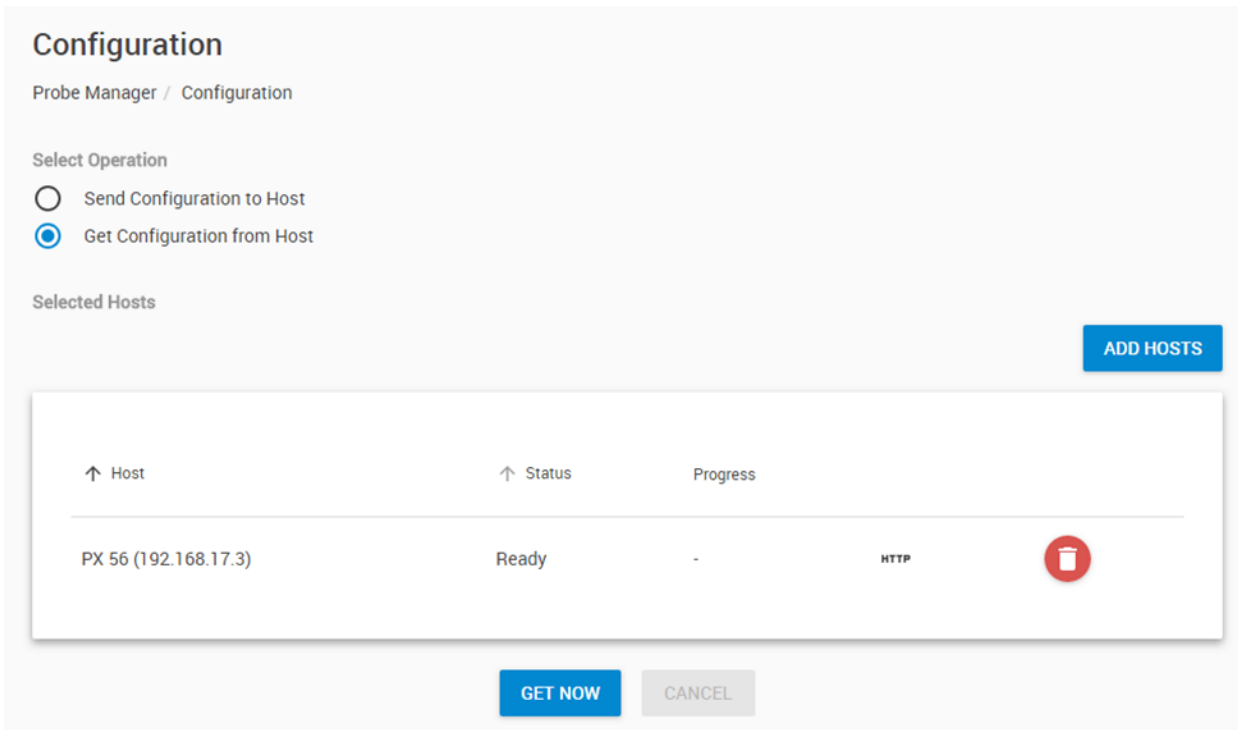 Configuration
Probe Manager / Configuration
Select Operation
Send Configuration to Host
Get Configuration from Host
Selected Hosts
ADD HOSTS
Host Status Progress
PX 56 (192.168.17.3) Ready - HTTP
GET NOW CANCEL